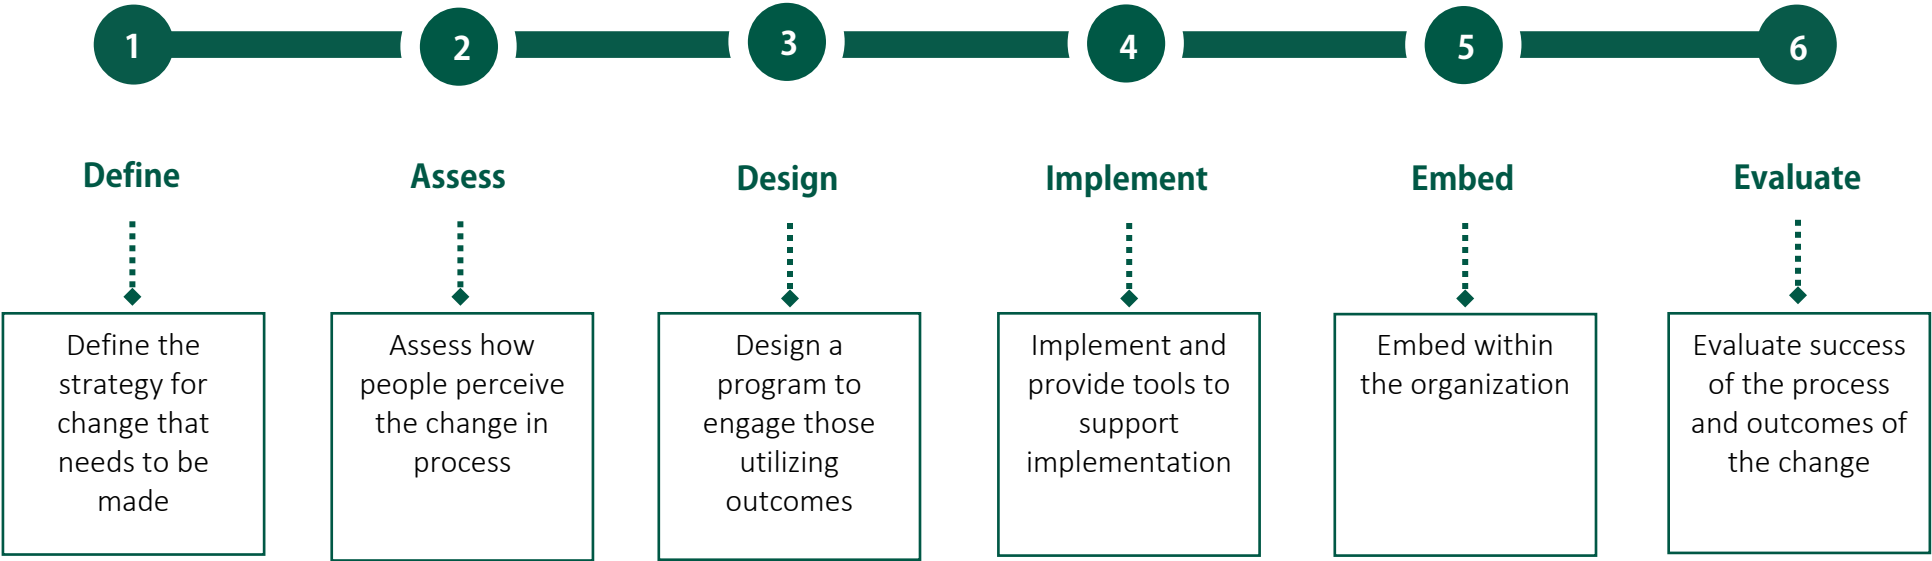 1
2
3
4
5
6
Define
Assess
Design
Implement
Embed
Evaluate
Define the
strategy for
change that
needs to be
made
Assess how
people perceive
the change in
process
Design a
program to
engage those
utilizing
outcomes
Implement and
provide tools to
support
implementation
Embed within
the organization
Evaluate success
of the process
and outcomes of
the change